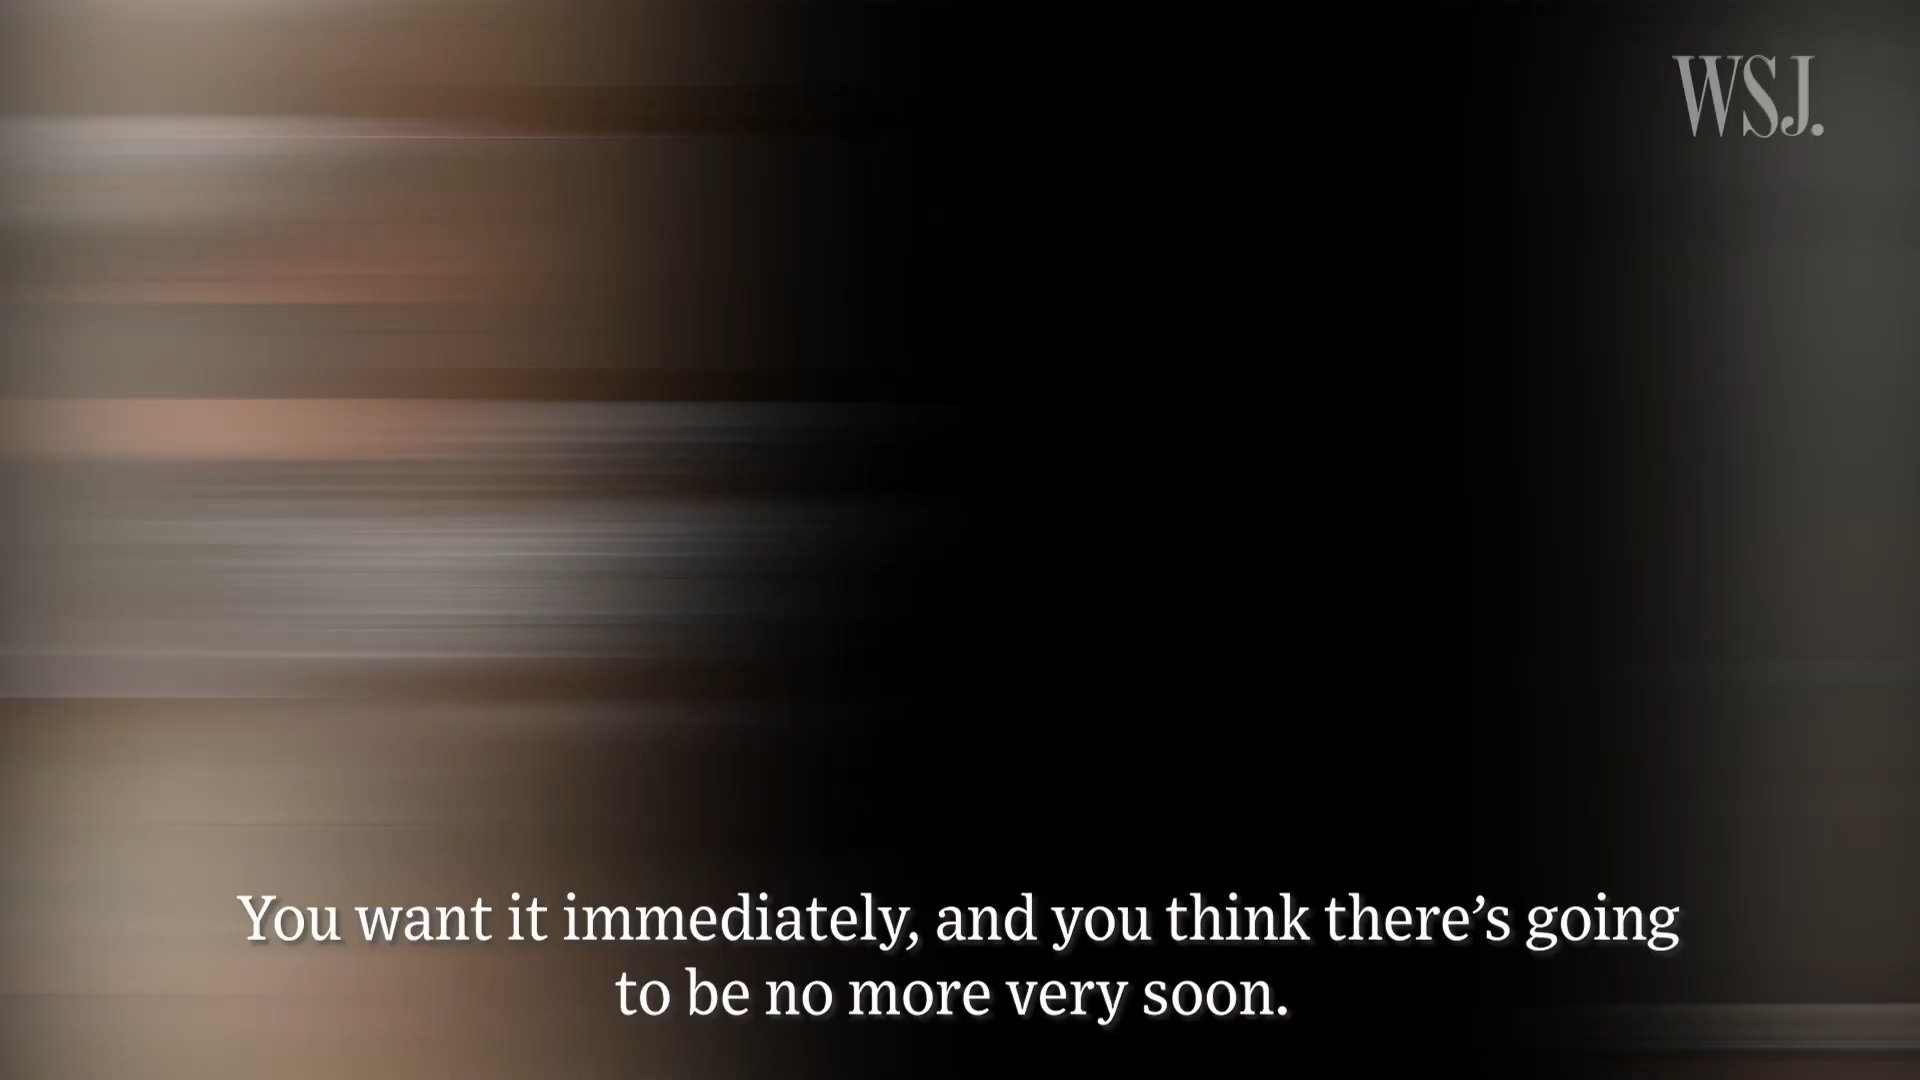 WSJ.
You want it immediately, and you think there’s going
to be no more very soon.